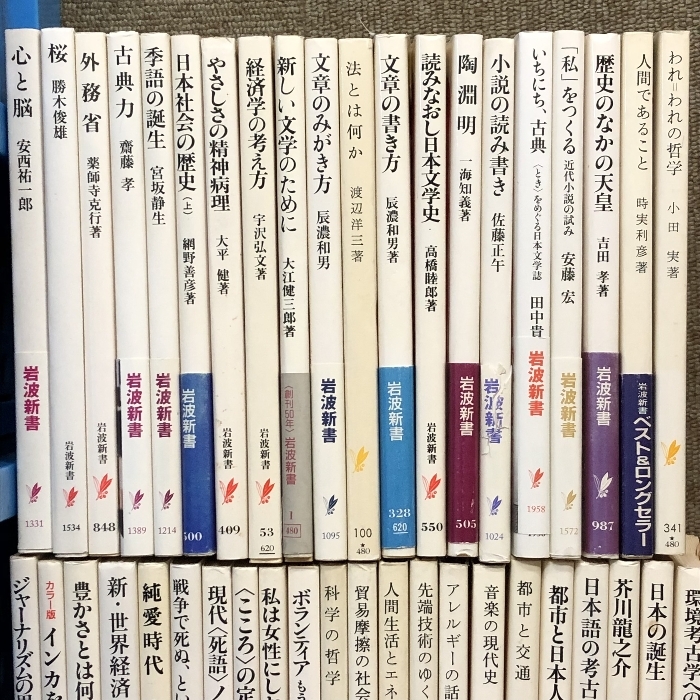 心と脳 安西祐一郎
岩波新書
1331
桜 勝木俊雄
岩波新書
1534
外務省 薬師寺克行著
岩波新書
848
古典力 齋藤孝
岩波新書
1389
季語の誕生 宮坂静生
岩波新書
1214
日本社会の歴史(上) 網野善彦著
岩波新書
500
やさしさの精神病理 大平健著
岩波新書
409
経済学の考え方 宇沢弘文著
岩波新書
53
620
新しい文学のために 大江健三郎著
〈創刊50年〉岩波新書
1
480
文章のみがき方 辰濃和男
岩波新書
1095
法とは何か 渡辺洋三著
100
★480
文章の書き方 辰濃和男著
岩波新書
328
620
読みなおし日本文学史 高橋睦郎著
岩波新書
550
陶淵明 一海知義著
岩波新書
505
小説の読み書き 佐藤正午
岩波新書
1024
いちにち、古典 〈とき〉をめぐる日本文学誌 田中貴
岩波新書
1958
「私」をつくる 近代小説の試み 安藤宏
岩波新書
1572
歴史のなかの天皇 吉田孝著
岩波新書
987
人間であること 時実利彦著
岩波新書 ベスト&ロングセラー
われ=われの哲学 小田実著
341
★480
ジャーナリズムの
カラー版 インカを
豊かさとは何
新・世界経済
純愛時代
戦争で死ぬ、とい
現代〈死語〉ノ
〈こころ〉の定
私は女性にし
ボランティア も
科学の哲学
貿易摩擦の社会
人間生活とエネ
先端技術のゆく
アレルギーの話
音楽の現代史
都市と交通
都市と日本人
日本語の考古
芥川龍之介
日本の誕生
環境考古学